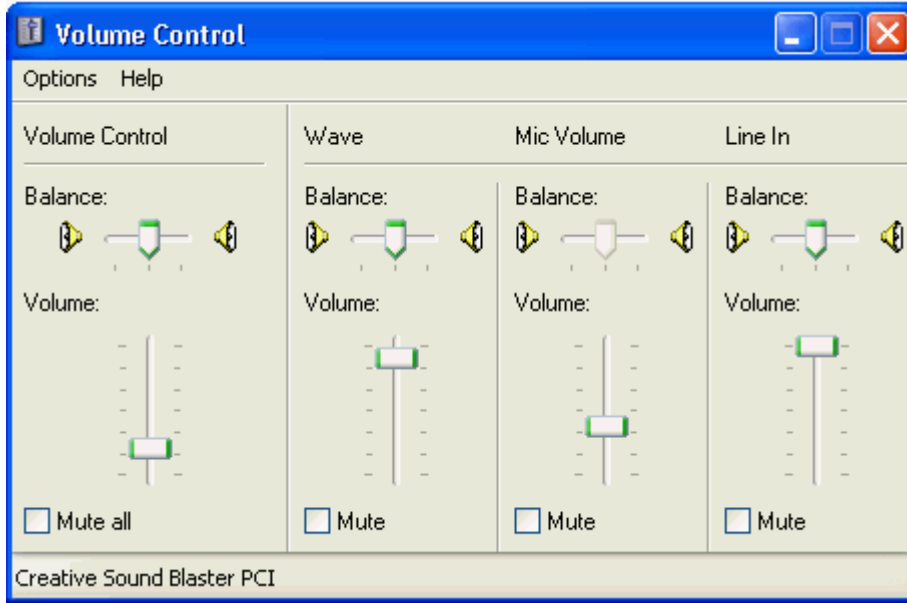 Volume Control
Options Help
Volume Control Wave Mic Volume Line In
Balance: Balance: Balance: Balance:
Volume: Volume: Volume: Volume:
Mute all Mute Mute Mute
Creative Sound Blaster PCI